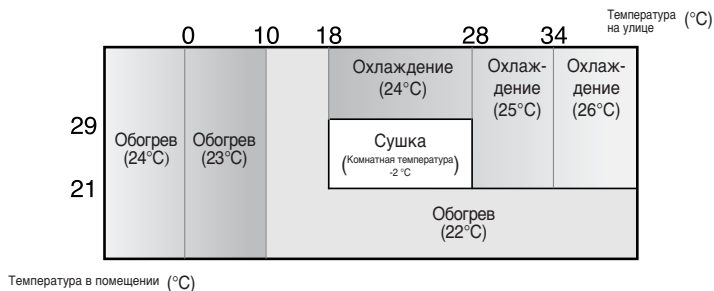 Температура (°C)
на улице
0 10 18 28 34
Охлаждение
(24°C)
Охлаж-
дение
(25°C)
Охлаж-
дение
(26°C)
29
Обогрев
(24°C)
Обогрев
(23°C)
Сушка
(Комнатная температура)
-2 °C
21
Обогрев
(22°C)
Температура в помещении (°C)